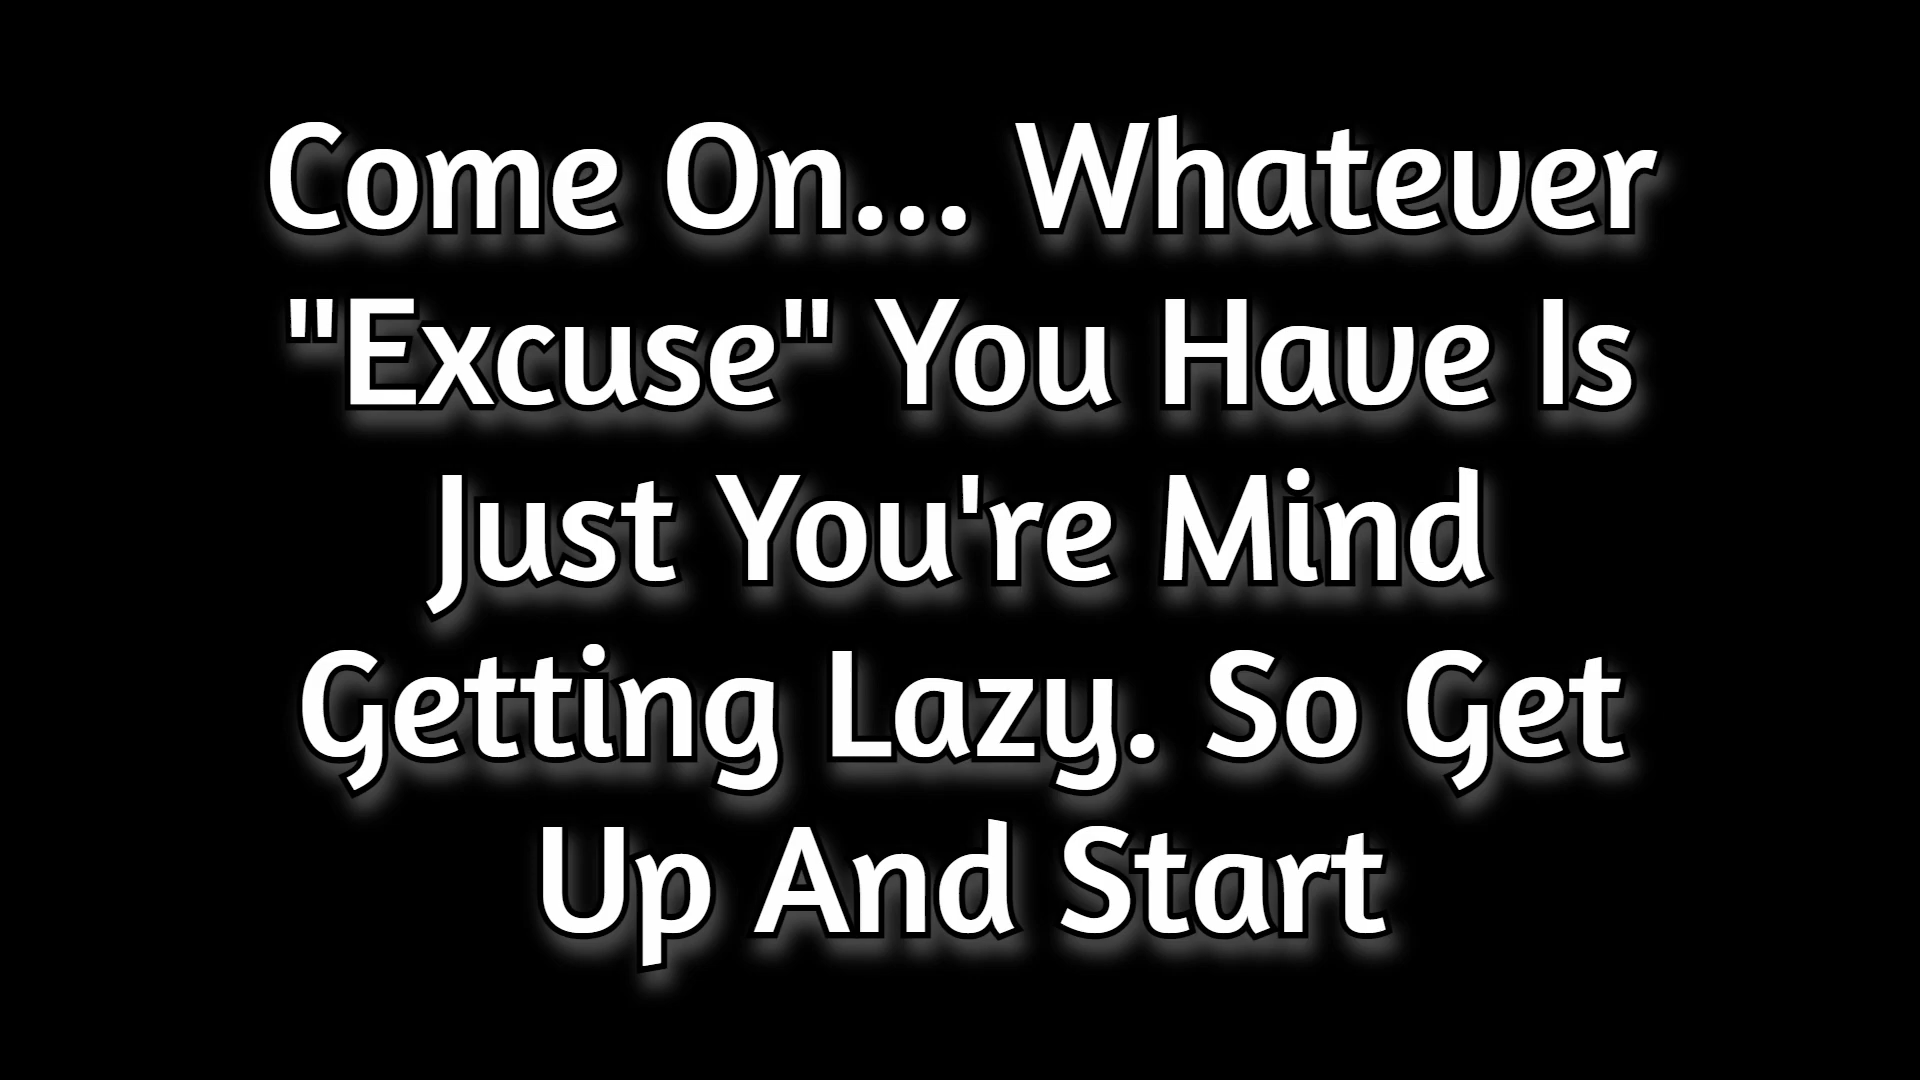 Come On... Whatever
"Excuse" You Have Is
Just You're Mind
Getting Lazy. So Get
Up And Start